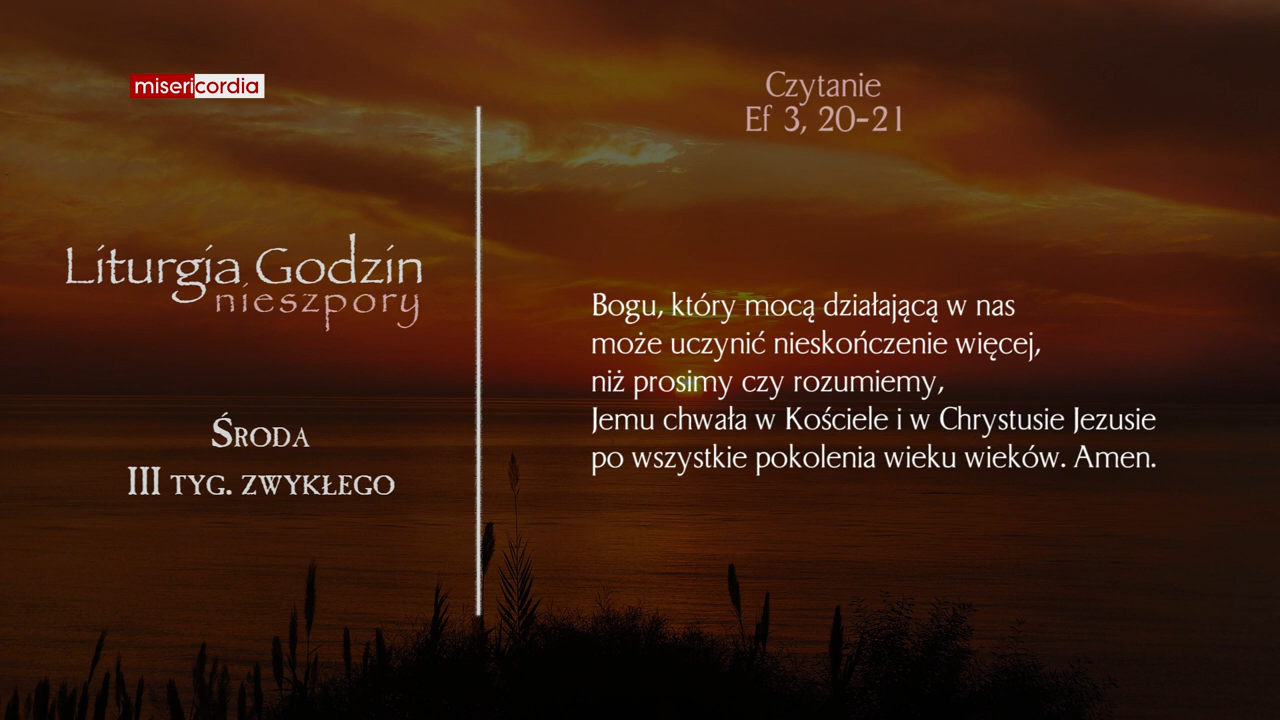 misericordia
Liturgia Godzin
nieszpory
Środa
III tyg. zwykłego
Czytanie
Ef 3, 20-21
Bogu, który mocą działającą w nas
może uczynić nieskończenie więcej,
niż prosimy czy rozumiemy,
Jemu chwała w Kościele i w Chrystusie Jezusie
po wszystkie pokolenia wieku wieków. Amen.